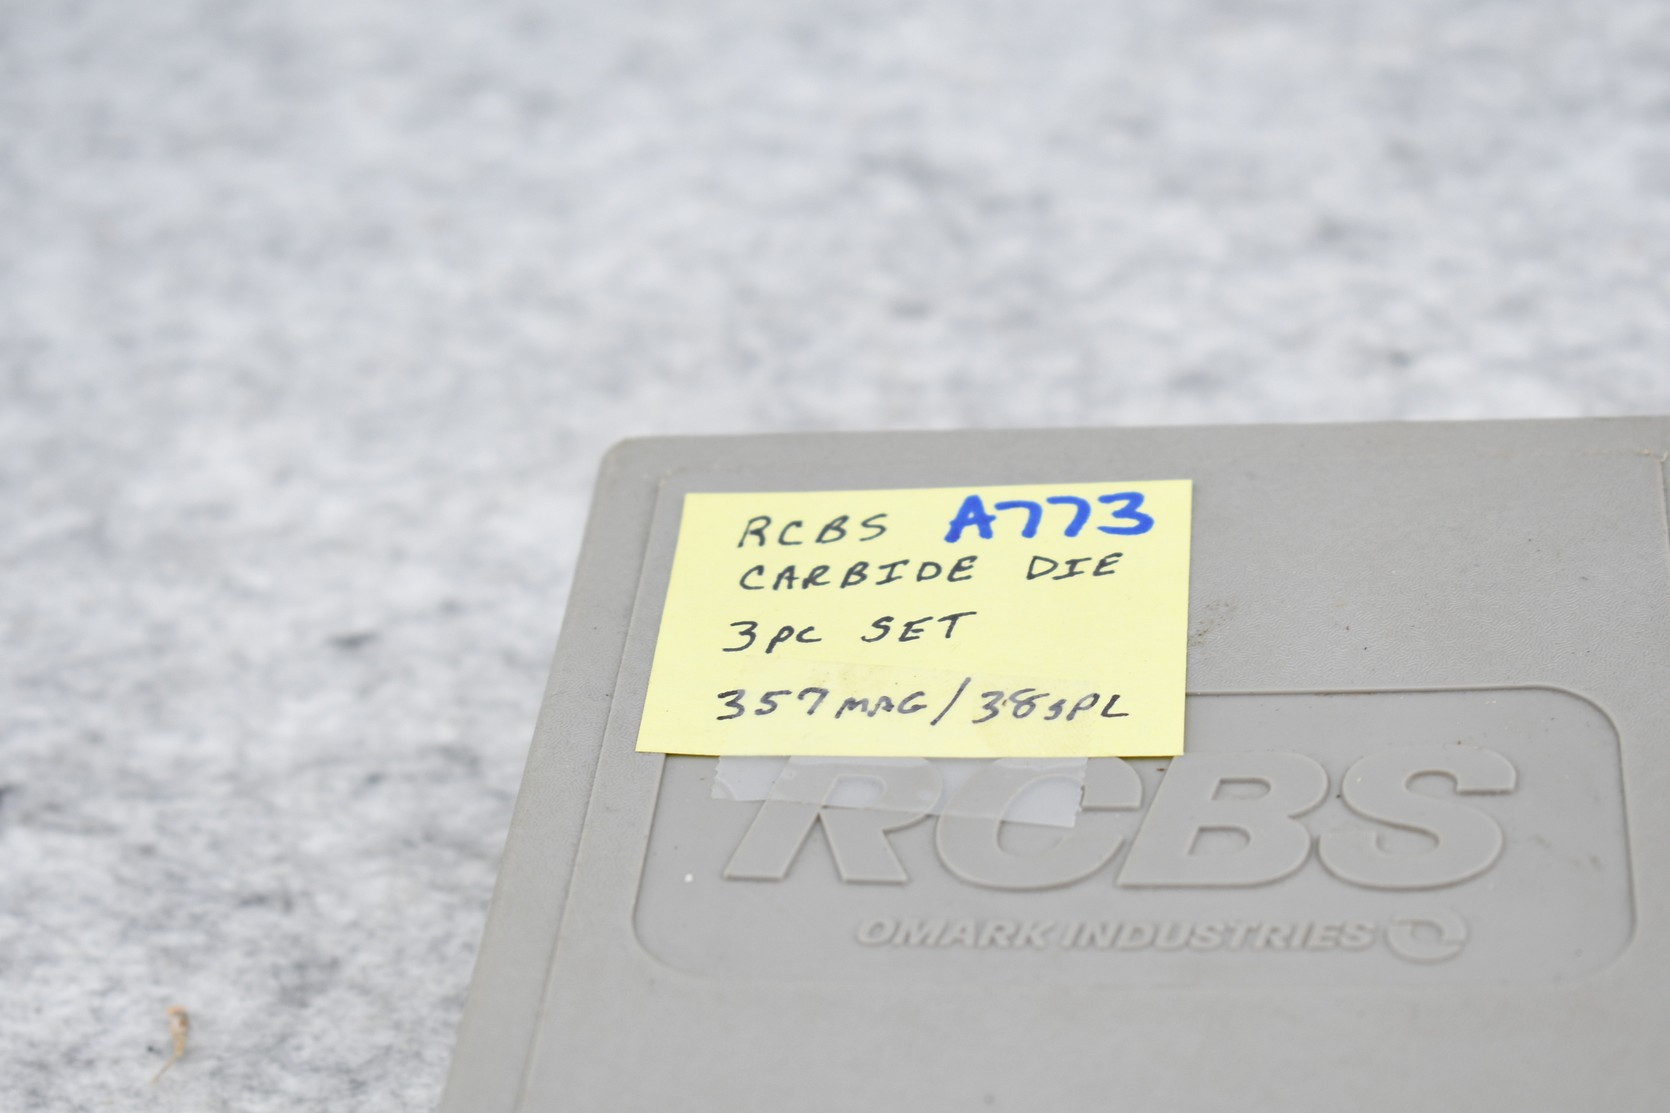 RCBS A773
CARBIDE DIE
3PC SET
357MAG/38SPL
RCBS
OMARK INDUSTRIES